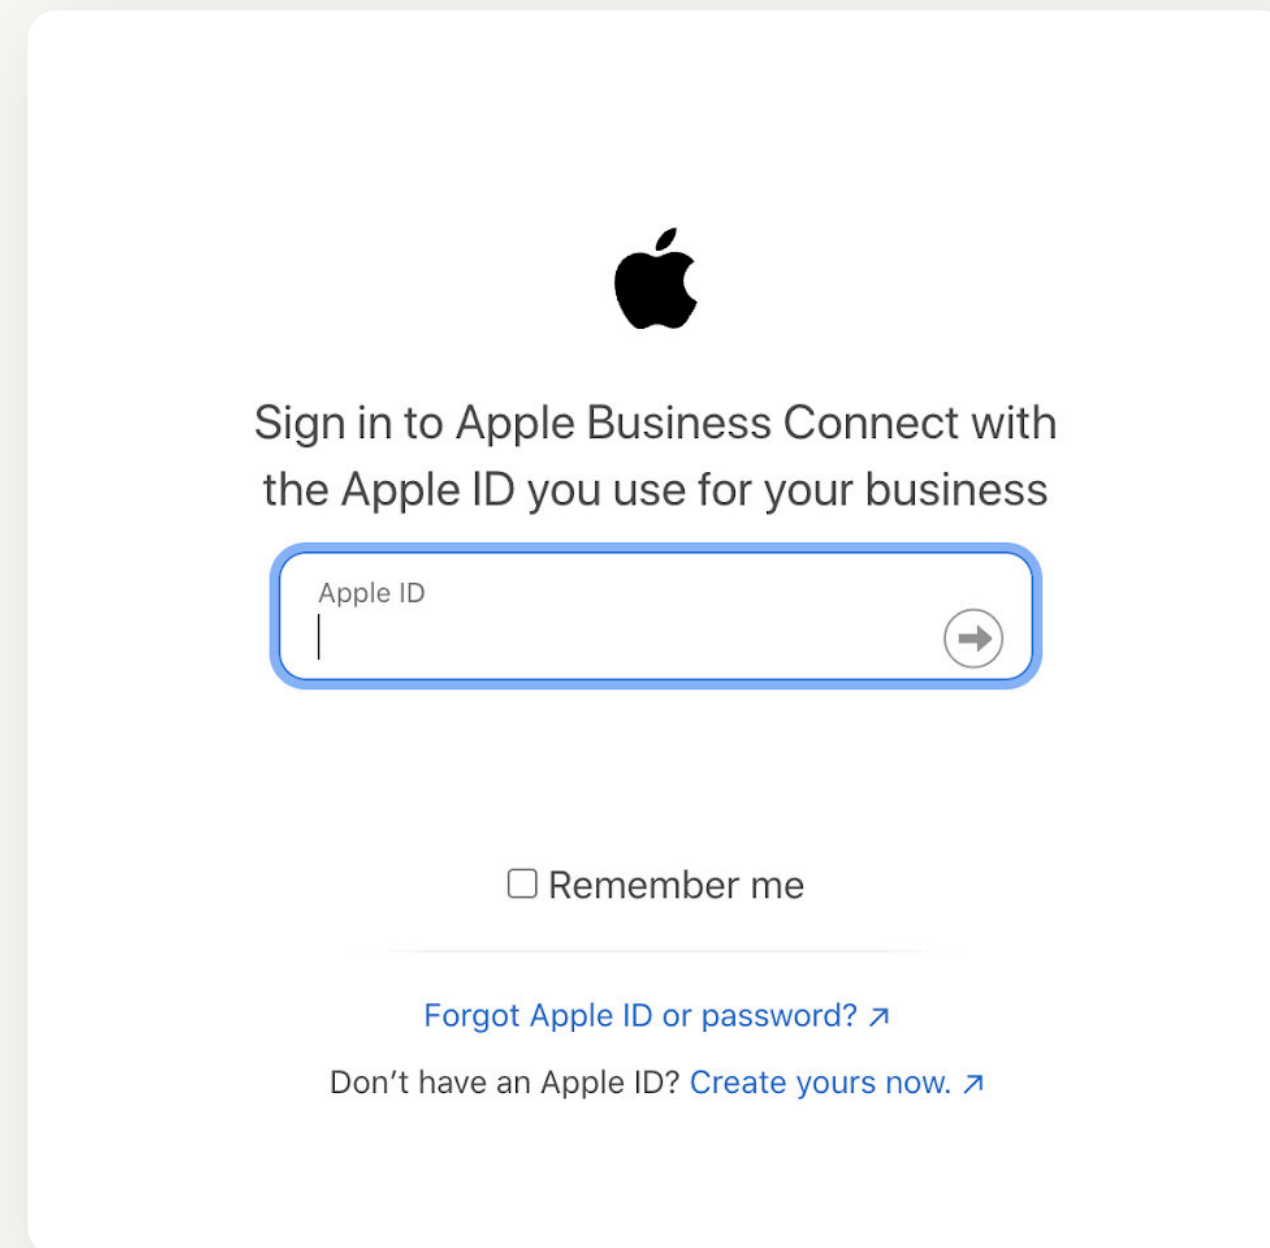 Sign in to Apple Business Connect with
the Apple ID you use for your business
Apple ID
Remember me
Forgot Apple ID or password? ↗
Don’t have an Apple ID? Create yours now. ↗